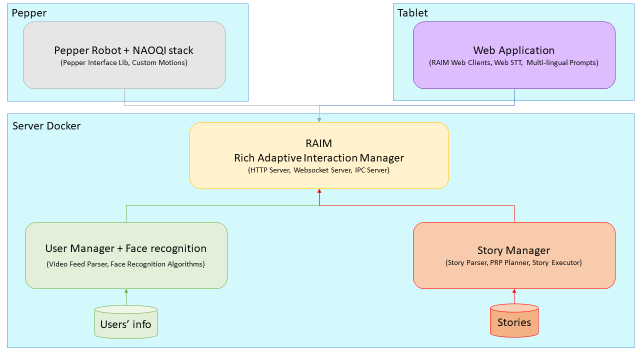 Pepper
Pepper Robot + NAOQI stack
(Pepper Interface Lib, Custom Motions)
Tablet
Web Application
(RAIM Web Clients, Web STT, Multi-lingual Prompts)
Server Docker
RAIM
Rich Adaptive Interaction Manager
(HTTP Server, Websocket Server, IPC Server)
User Manager + Face recognition
(Video Feed Parser, Face Recognition Algorithms)
Users' info
Story Manager
(Story Parser, PRP Planner, Story Executor)
Stories